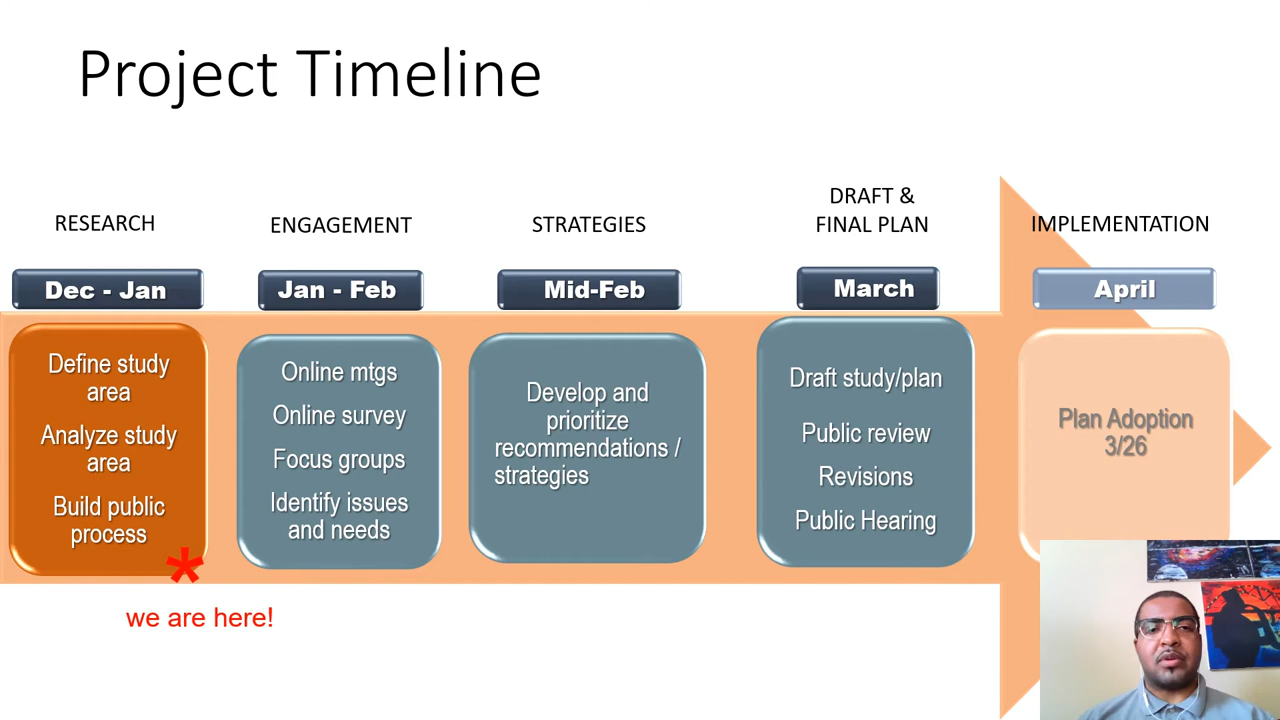 Project Timeline
RESEARCH
Dec - Jan
Define study
area
Analyze study
area
Build public
process
*
we are here!
ENGAGEMENT
Jan - Feb
Online mtgs
Online survey
Focus groups
Identify issues
and needs
STRATEGIES
Mid-Feb
Develop and
prioritize
recommendations /
strategies
DRAFT &
FINAL PLAN
March
Draft study/plan
Public review
Revisions
Public Hearing
IMPLEMENTATION
April
Plan Adoption
3/26